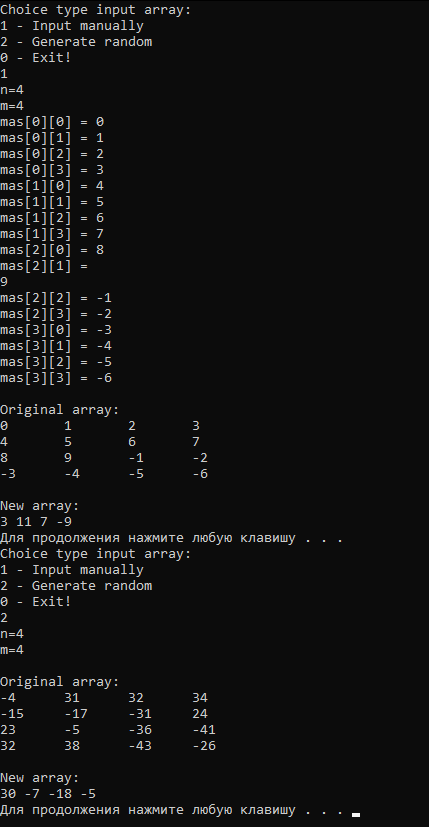 Choice type input array:
1 - Input manually
2 - Generate random
0 - Exit!
1
n=4
m=4
mas[0][0] = 0
mas[0][1] = 1
mas[0][2] = 2
mas[0][3] = 3
mas[1][0] = 4
mas[1][1] = 5
mas[1][2] = 6
mas[1][3] = 7
mas[2][0] = 8
mas[2][1] =
9
mas[2][2] = -1
mas[2][3] = -2
mas[3][0] = -3
mas[3][1] = -4
mas[3][2] = -5
mas[3][3] = -6
Original array:
0 1 2 3
4 5 6 7
8 9 -1 -2
-3 -4 -5 -6
New array:
3 11 7 -9
Для продолжения нажмите любую клавишу . . .
Choice type input array:
1 - Input manually
2 - Generate random
0 - Exit!
2
n=4
m=4
Original array:
-4 31 32 34
-15 -17 -31 24
23 -5 -36 -41
32 38 -43 -26
New array:
30 -7 -18 -5
Для продолжения нажмите любую клавишу . . .